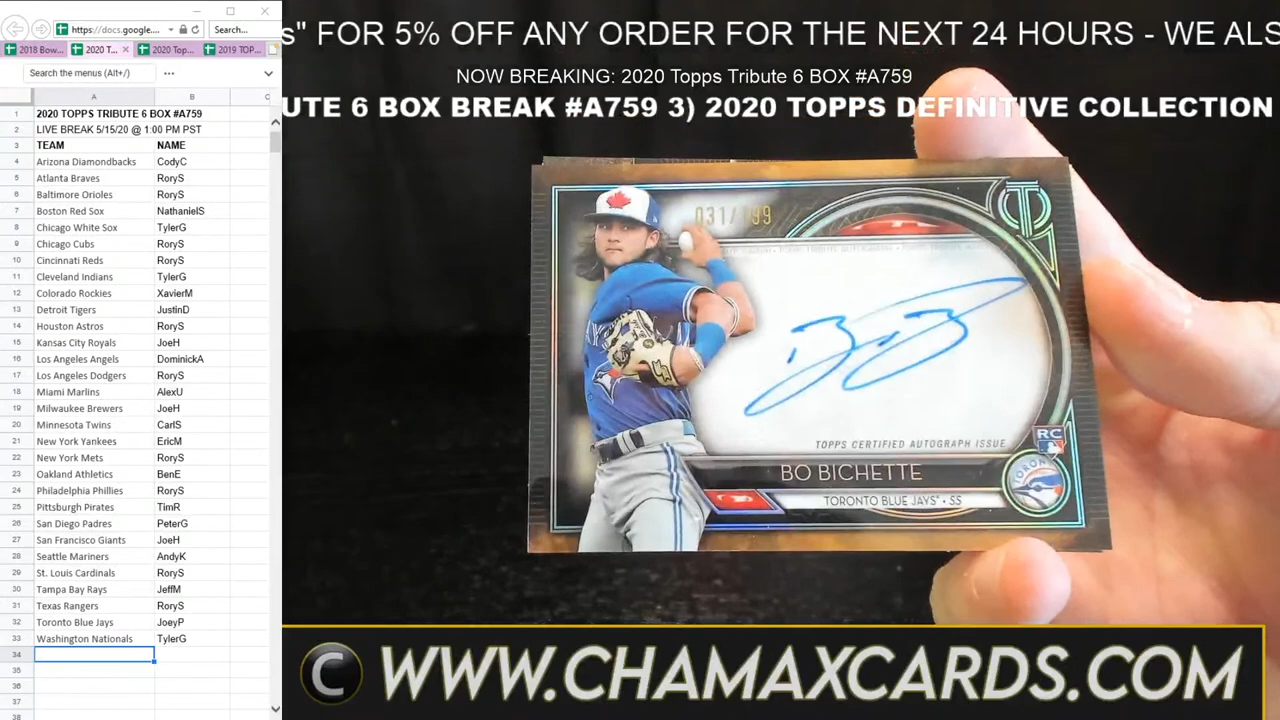 https://docs.google.
Search...
2018 Bow...
2020 T...
2020 Top...
2019 TOP...
Search the menus (Alt+/)
A B C
1 2020 TOPPS TRIBUTE 6 BOX #A759
2 LIVE BREAK 5/15/20 @ 1:00 PM PST
3 TEAM NAME
4 Arizona Diamondbacks CodyC
5 Atlanta Braves RoryS
6 Baltimore Orioles RoryS
7 Boston Red Sox NathanielS
8 Chicago White Sox TylerG
9 Chicago Cubs RoryS
10 Cincinnati Reds RoryS
11 Cleveland Indians TylerG
12 Colorado Rockies XavierM
13 Detroit Tigers JustinD
14 Houston Astros RoryS
15 Kansas City Royals JoeH
16 Los Angeles Angels DominickA
17 Los Angeles Dodgers RoryS
18 Miami Marlins AlexU
19 Milwaukee Brewers JoeH
20 Minnesota Twins CarlS
21 New York Yankees EricM
22 New York Mets RoryS
23 Oakland Athletics BenE
24 Philadelphia Phillies RoryS
25 Pittsburgh Pirates TimR
26 San Diego Padres PeterG
27 San Francisco Giants JoeH
28 Seattle Mariners AndyK
29 St. Louis Cardinals RoryS
30 Tampa Bay Rays JeffM
31 Texas Rangers RoryS
32 Toronto Blue Jays JoeyP
33 Washington Nationals TylerG
34
35
36
37
38
s" FOR 5% OFF ANY ORDER FOR THE NEXT 24 HOURS - WE ALS
NOW BREAKING: 2020 Topps Tribute 6 BOX #A759
UTE 6 BOX BREAK #A759 3) 2020 TOPPS DEFINITIVE COLLECTION
031/199
TOPPS CERTIFIED AUTOGRAPH ISSUE
RC
BO BICHETTE
TORONTO BLUE JAYS • SS
C WWW.CHAMAXCARDS.COM